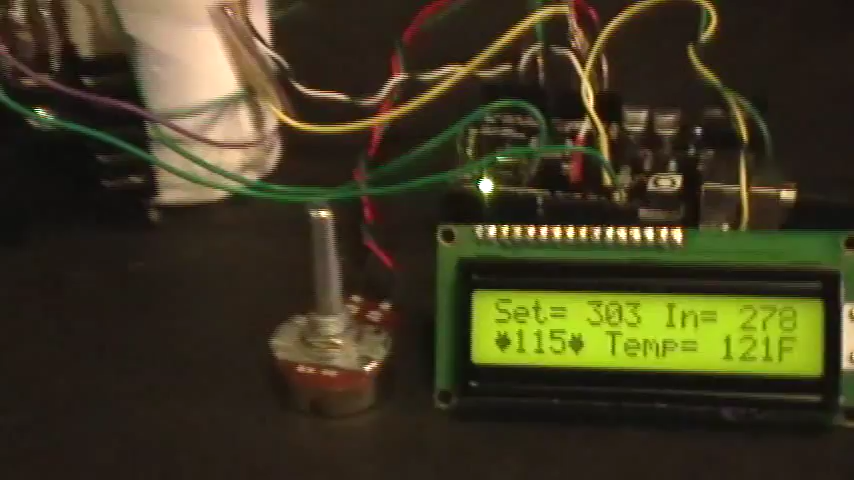 Set= 303 In= 278
♥115♥ Temp= 121F